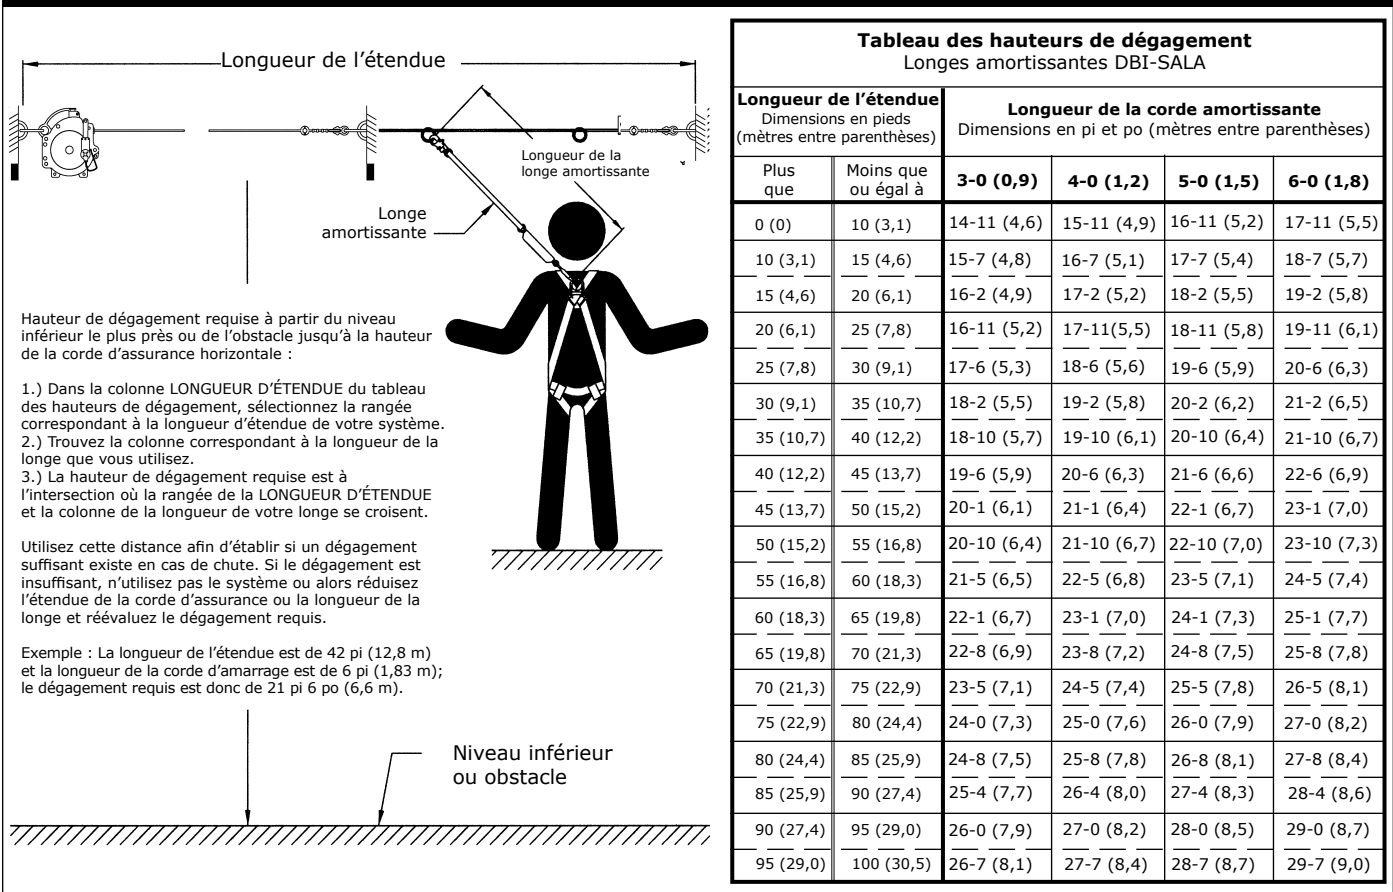 Longueur de l'étendue
Longueur de la
longe amortissante
Longe
amortissante
Hauteur de dégagement requise à partir du niveau
inférieur le plus près ou de l'obstacle jusqu'à la hauteur
de la corde d'assurance horizontale :
1.) Dans la colonne LONGUEUR D'ÉTENDUE du tableau
des hauteurs de dégagement, sélectionnez la rangée
correspondant à la longueur d'étendue de votre système.
2.) Trouvez la colonne correspondant à la longueur de la
longe que vous utilisez.
3.) La hauteur de dégagement requise est à
l'intersection où la rangée de la LONGUEUR D'ÉTENDUE
et la colonne de la longueur de votre longe se croisent.
Utilisez cette distance afin d'établir si un dégagement
suffisant existe en cas de chute. Si le dégagement est
insuffisant, n'utilisez pas le système ou alors réduisez
l'étendue de la corde d'assurance ou la longueur de la
longe et réévaluez le dégagement requis.
Exemple : La longueur de l'étendue est de 42 pi (12,8 m)
et la longueur de la corde d'amarrage est de 6 pi (1,83 m);
le dégagement requis est donc de 21 pi 6 po (6,6 m).
Niveau inférieur
ou obstacle
Tableau des hauteurs de dégagement
Longes amortissantes DBI-SALA
Longueur de l'étendue
Dimensions en pieds
(mètres entre parenthèses)
Longueur de la corde amortissante
Dimensions en pi et po (mètres entre parenthèses)
Plus que Moins que ou égal à 3-0 (0,9) 4-0 (1,2) 5-0 (1,5) 6-0 (1,8)
0 (0) 10 (3,1) 14-11 (4,6) 15-11 (4,9) 16-11 (5,2) 17-11 (5,5)
10 (3,1) 15 (4,6) 15-7 (4,8) 16-7 (5,1) 17-7 (5,4) 18-7 (5,7)
15 (4,6) 20 (6,1) 16-2 (4,9) 17-2 (5,2) 18-2 (5,5) 19-2 (5,8)
20 (6,1) 25 (7,8) 16-11 (5,2) 17-11(5,5) 18-11 (5,8) 19-11 (6,1)
25 (7,8) 30 (9,1) 17-6 (5,3) 18-6 (5,6) 19-6 (5,9) 20-6 (6,3)
30 (9,1) 35 (10,7) 18-2 (5,5) 19-2 (5,8) 20-2 (6,2) 21-2 (6,5)
35 (10,7) 40 (12,2) 18-10 (5,7) 19-10 (6,1) 20-10 (6,4) 21-10 (6,7)
40 (12,2) 45 (13,7) 19-6 (5,9) 20-6 (6,3) 21-6 (6,6) 22-6 (6,9)
45 (13,7) 50 (15,2) 20-1 (6,1) 21-1 (6,4) 22-1 (6,7) 23-1 (7,0)
50 (15,2) 55 (16,8) 20-10 (6,4) 21-10 (6,7) 22-10 (7,0) 23-10 (7,3)
55 (16,8) 60 (18,3) 21-5 (6,5) 22-5 (6,8) 23-5 (7,1) 24-5 (7,4)
60 (18,3) 65 (19,8) 22-1 (6,7) 23-1 (7,0) 24-1 (7,3) 25-1 (7,7)
65 (19,8) 70 (21,3) 22-8 (6,9) 23-8 (7,2) 24-8 (7,5) 25-8 (7,8)
70 (21,3) 75 (22,9) 23-5 (7,1) 24-5 (7,4) 25-5 (7,8) 26-5 (8,1)
75 (22,9) 80 (24,4) 24-0 (7,3) 25-0 (7,6) 26-0 (7,9) 27-0 (8,2)
80 (24,4) 85 (25,9) 24-8 (7,5) 25-8 (7,8) 26-8 (8,1) 27-8 (8,4)
85 (25,9) 90 (27,4) 25-4 (7,7) 26-4 (8,0) 27-4 (8,3) 28-4 (8,6)
90 (27,4) 95 (29,0) 26-0 (7,9) 27-0 (8,2) 28-0 (8,5) 29-0 (8,7)
95 (29,0) 100 (30,5) 26-7 (8,1) 27-7 (8,4) 28-7 (8,7) 29-7 (9,0)